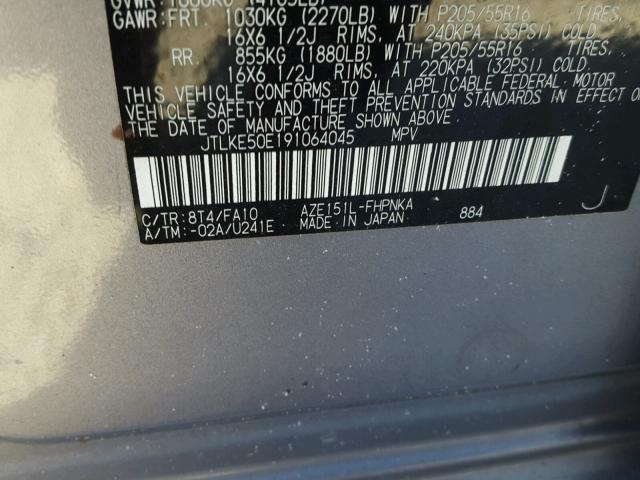 GAWR:FRT. 1030KG (2270LB) WITH P205/55R16 TIRES,
16X6 1/2J RIMS, AT 240KPA (35PSI) COLD.
RR. 855KG (1880LB) WITH P205/55R16 TIRES,
16X6 1/2J RIMS, AT 220KPA (32PSI) COLD.
THIS VEHICLE CONFORMS TO ALL APPLICABLE FEDERAL MOTOR
VEHICLE SAFETY AND THEFT PREVENTION STANDARDS IN EFFECT O
THE DATE OF MANUFACTURE SHOWN ABOVE.
JTLKE50E191064045 MPV
C/TR:8T4/FA10 AZE151L-FHPNKA 884 J
A/TM:-02A/U241E MADE IN JAPAN